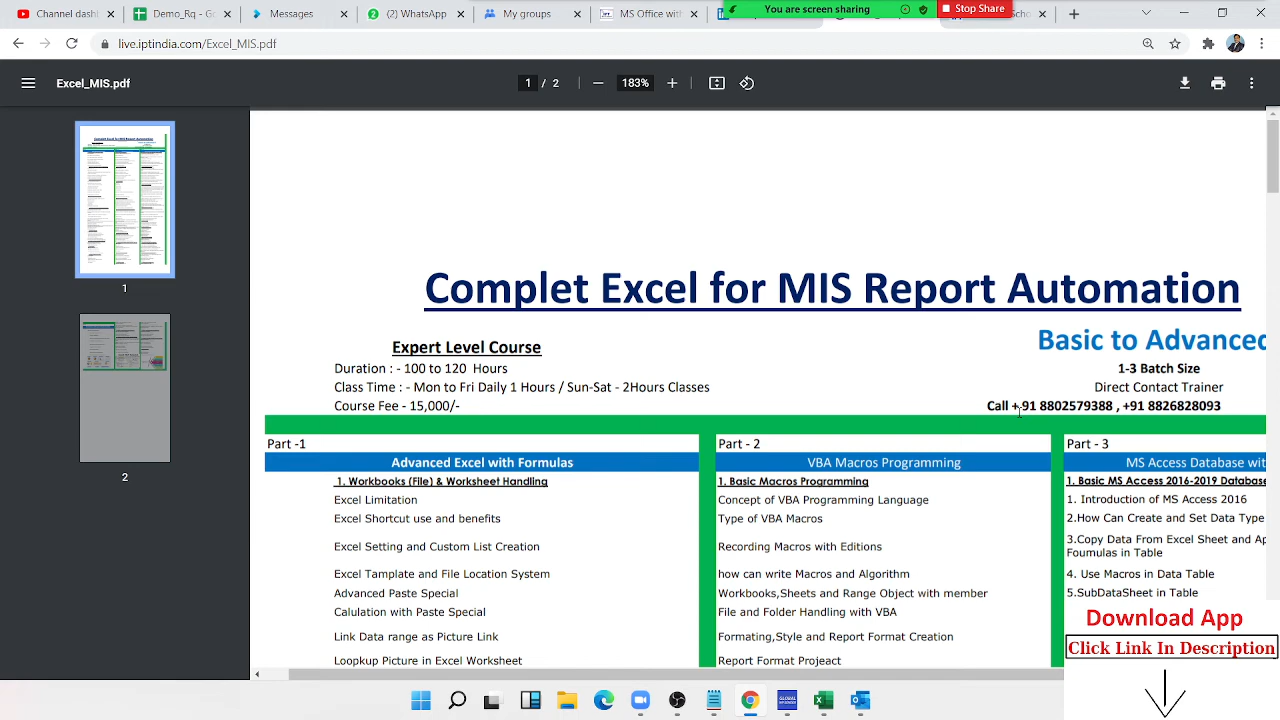 Channel dashb
Demo_Rq - Go
Messages
(2) WhatsApp
My groups
MS Office with
You are screen sharing
Stop Share
live.iptindia.com/Excel_MIS.pdf
Excel_MIS.pdf
1 / 2
183%
1
2
Complet Excel for MIS Report Automation
Basic to Advanced
Expert Level Course
1-3 Batch Size
Duration : - 100 to 120 Hours
Direct Contact Trainer
Class Time : - Mon to Fri Daily 1 Hours / Sun-Sat - 2Hours Classes
Course Fee - 15,000/-
Call +-91 8802579388 , +91 8826828093
Part -1
Part - 2
Part - 3
Advanced Excel with Formulas
VBA Macros Programming
MS Access Database wit
1. Workbooks (File) & Worksheet Handling
1. Basic Macros Programming
1. Basic MS Access 2016-2019 Database
Excel Limitation
Concept of VBA Programming Language
1. Introduction of MS Access 2016
Excel Shortcut use and benefits
Type of VBA Macros
2.How Can Create and Set Data Type
Excel Setting and Custom List Creation
Recording Macros with Editions
3.Copy Data From Excel Sheet and Ap
Foumulas in Table
Excel Tamplate and File Location System
how can write Macros and Algorithm
4. Use Macros in Data Table
Advanced Paste Special
Workbooks,Sheets and Range Object with member
5.SubDataSheet in Table
Calulation with Paste Special
File and Folder Handling with VBA
Link Data range as Picture Link
Formating,Style and Report Format Creation
Loopkup Picture in Excel Worksheet
Report Format Projeact
Download App
Click Link In Description